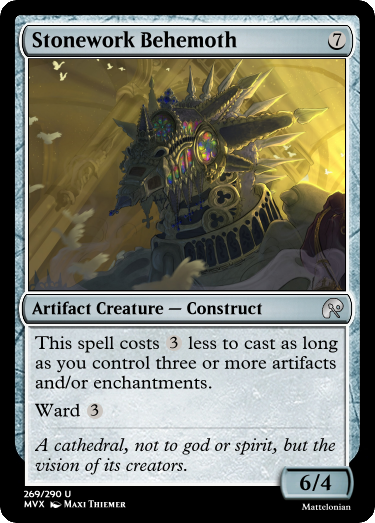 Stonework Behemoth 7
Artifact Creature — Construct
This spell costs 3 less to cast as long
as you control three or more artifacts
and/or enchantments.
Ward 3
A cathedral, not to god or spirit, but the
vision of its creators.
6/4
269/290 U
MVX Maxi Thiemer
Mattelonian